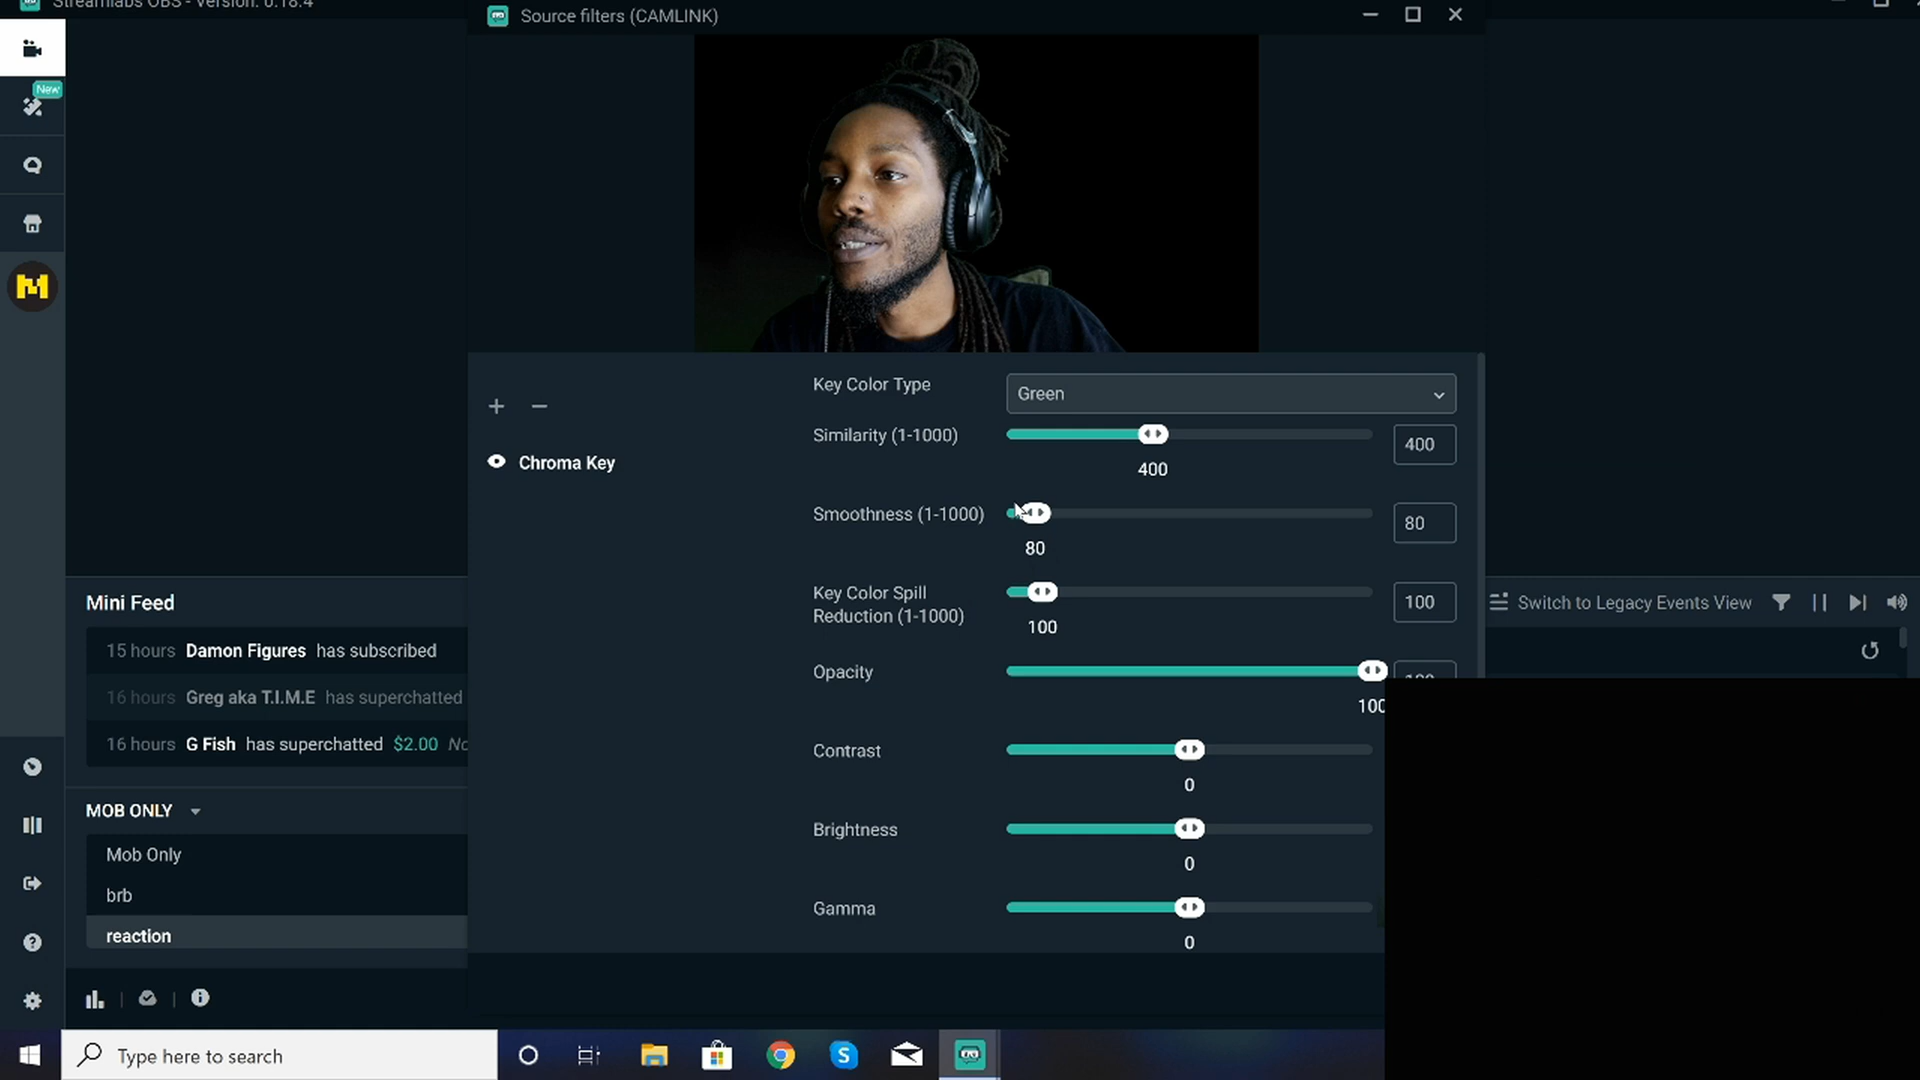 Streamlabs OBS - Version: 0.18.4
Source filters (CAMLINK)
New
Key Color Type
Green
Similarity (1-1000)
400
400
Chroma Key
Smoothness (1-1000)
80
80
Key Color Spill
Reduction (1-1000)
100
100
Opacity
100
Contrast
0
Brightness
0
Gamma
0
Mini Feed
15 hours Damon Figures has subscribed
16 hours Greg aka T.I.M.E has superchatted
16 hours G Fish has superchatted $2.00
Switch to Legacy Events View
MOB ONLY
Mob Only
brb
reaction
Type here to search